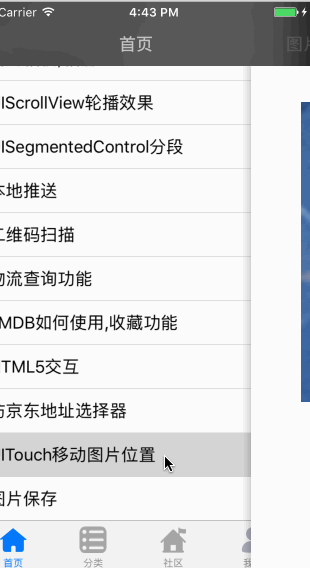 Carrier 4:43 PM
首页 图片
IScrollView轮播效果
ISegmentedControl分段
本地推送
二维码扫描
物流查询功能
MDB如何使用,收藏功能
TML5交互
仿京东地址选择器
ITouch移动图片位置
图片保存
首页 分类 社区 我